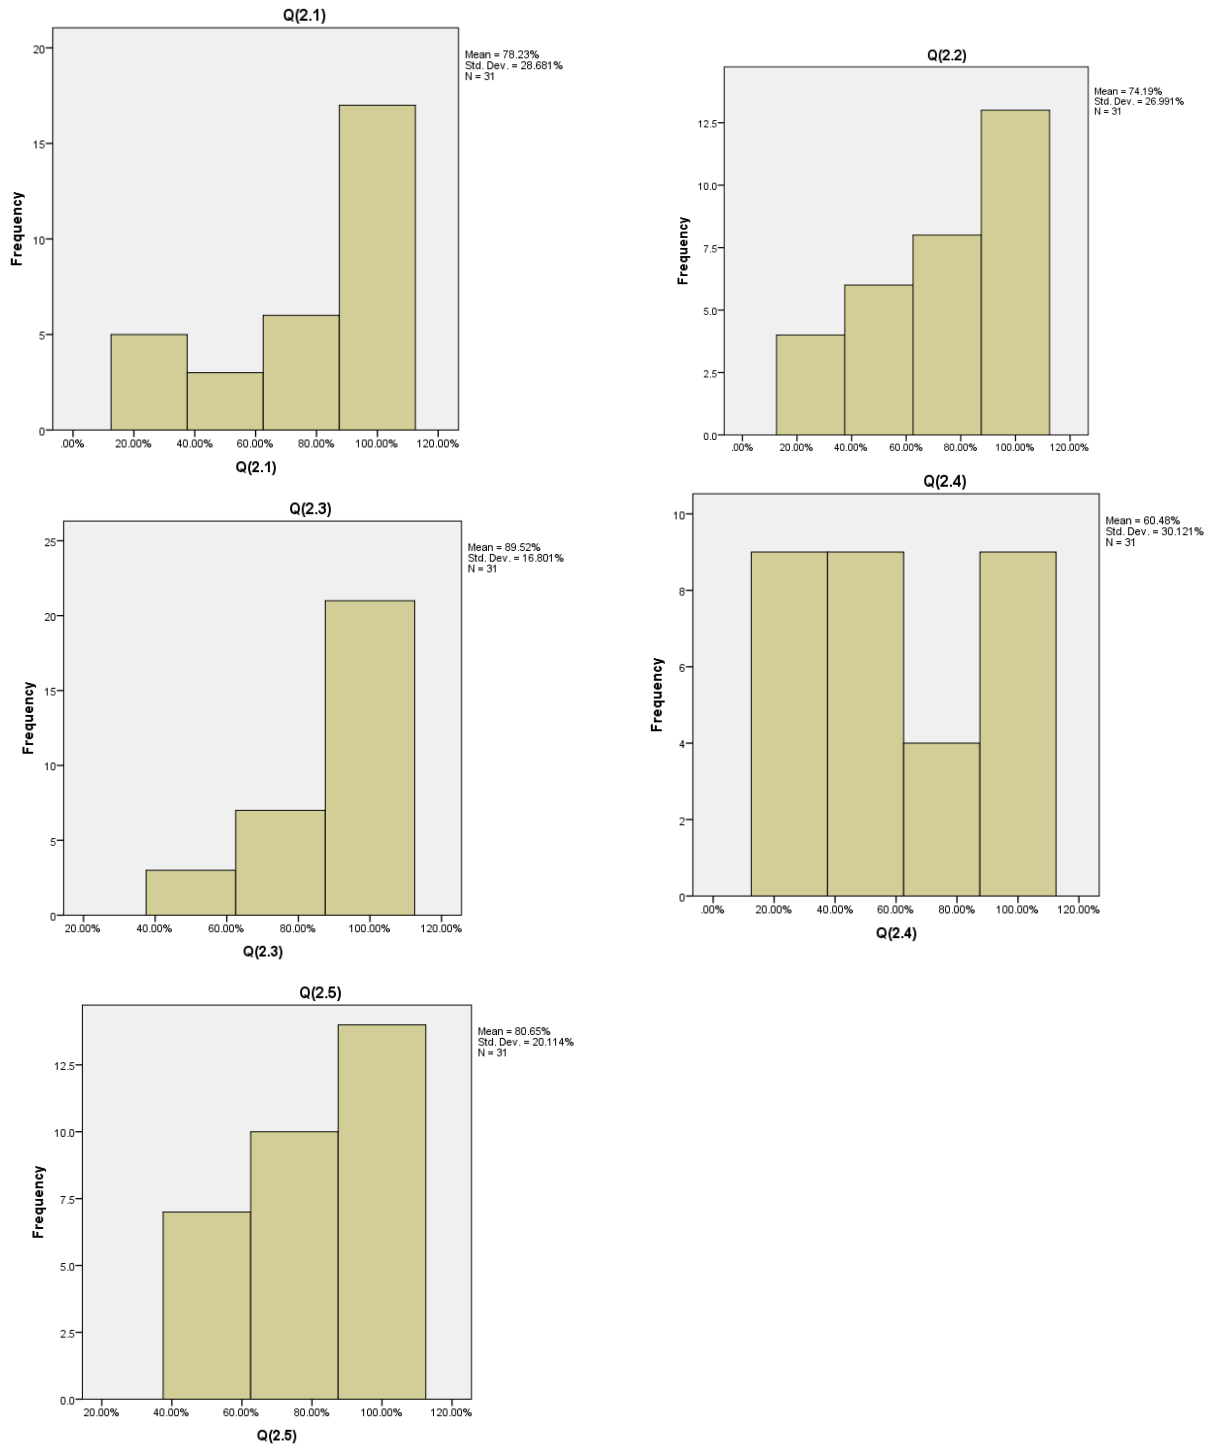 Q(2.1)
Mean = 78.23%
Std. Dev. = 28.681%
N = 31
20
15
10
5
0
Frequency
.00% 20.00% 40.00% 60.00% 80.00% 100.00% 120.00%
Q(2.1)
Q(2.2)
Mean = 74.19%
Std. Dev. = 26.991%
N = 31
12.5
10.0
7.5
5.0
2.5
0.0
Frequency
.00% 20.00% 40.00% 60.00% 80.00% 100.00% 120.00%
Q(2.3)
Mean = 89.52%
Std. Dev. = 16.801%
N = 31
25
20
15
10
5
0
Frequency
20.00% 40.00% 60.00% 80.00% 100.00% 120.00%
Q(2.3)
Q(2.4)
Mean = 60.48%
Std. Dev. = 30.121%
N = 31
10
8
6
4
2
0
Frequency
.00% 20.00% 40.00% 60.00% 80.00% 100.00% 120.00%
Q(2.4)
Q(2.5)
Mean = 80.65%
Std. Dev. = 20.114%
N = 31
12.5
10.0
7.5
5.0
2.5
0.0
Frequency
20.00% 40.00% 60.00% 80.00% 100.00% 120.00%
Q(2.5)